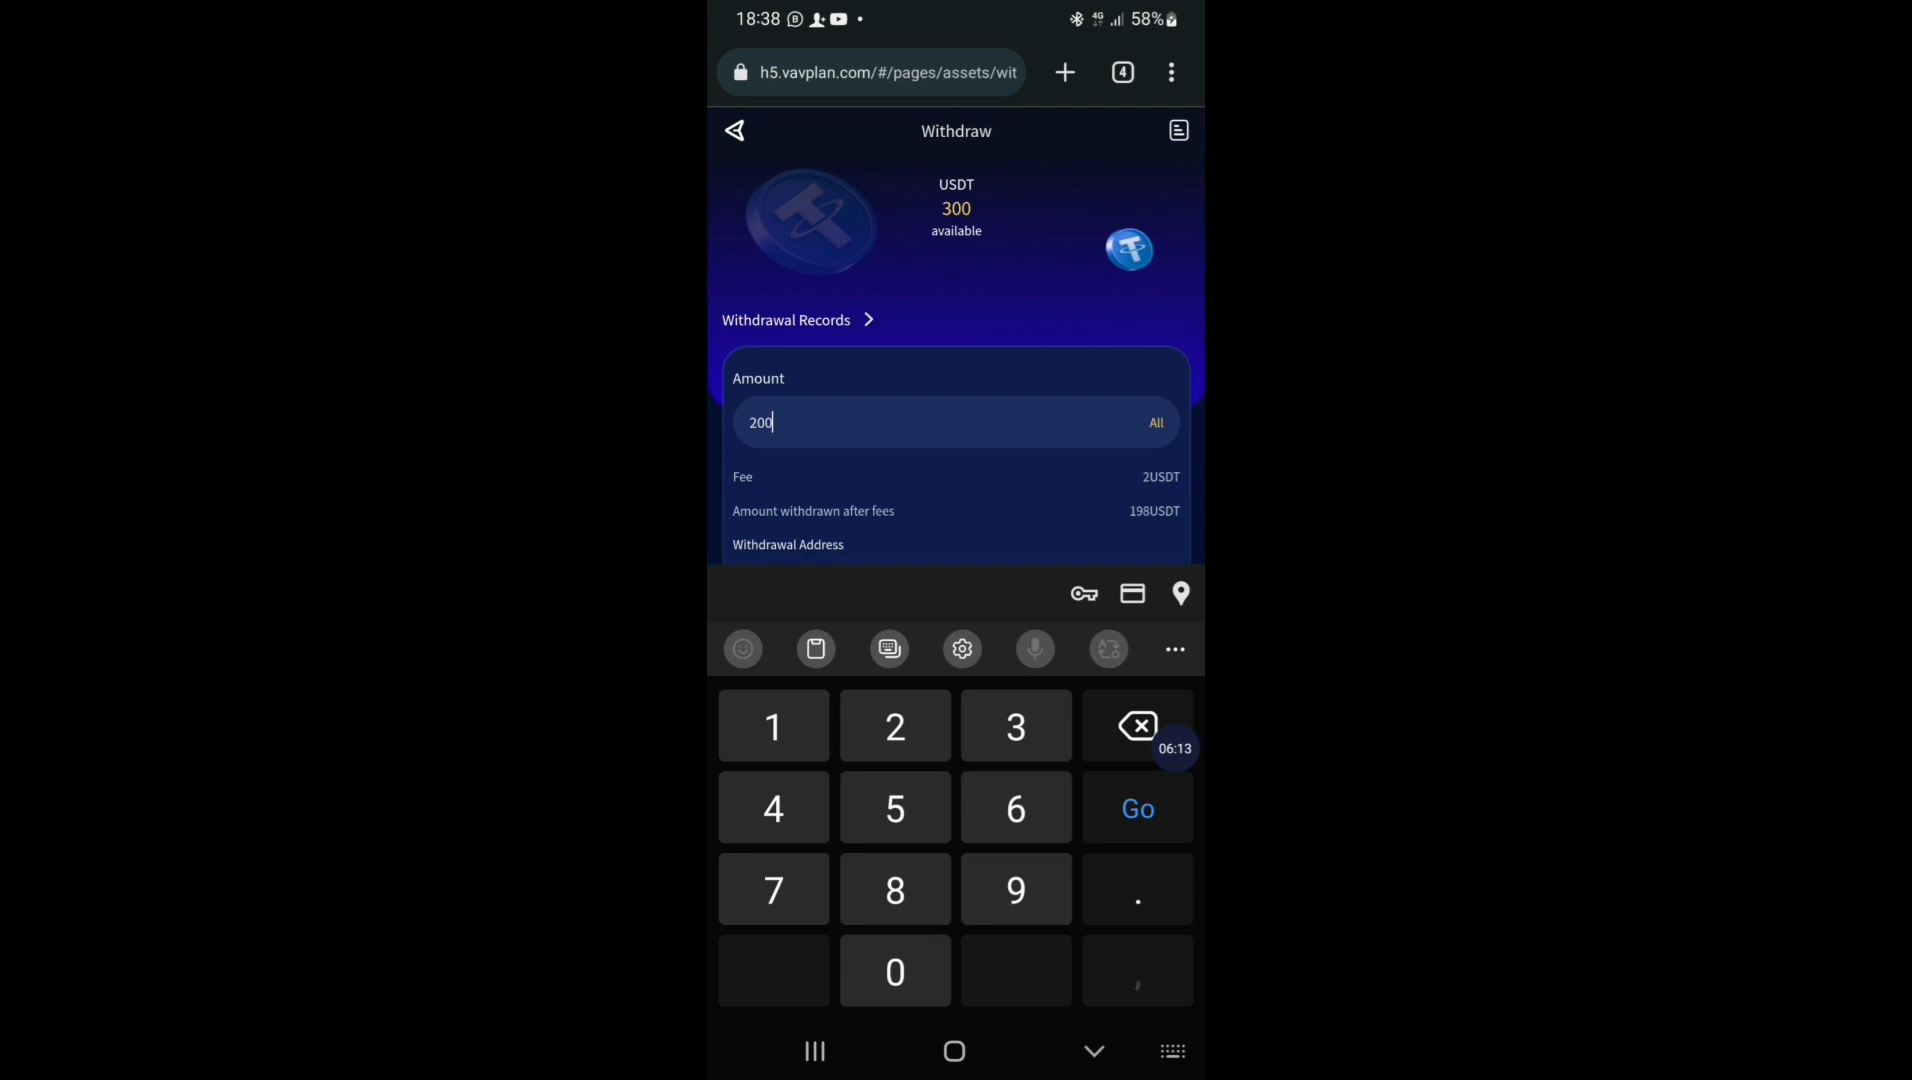 18:38
4G
58%
h5.vavplan.com/#/pages/assets/wit
4
Withdraw
USDT
300
available
Withdrawal Records
Amount
200
All
Fee
2USDT
Amount withdrawn after fees
198USDT
Withdrawal Address
1 2 3
06:13
4 5 6 Go
7 8 9 .
0 ,